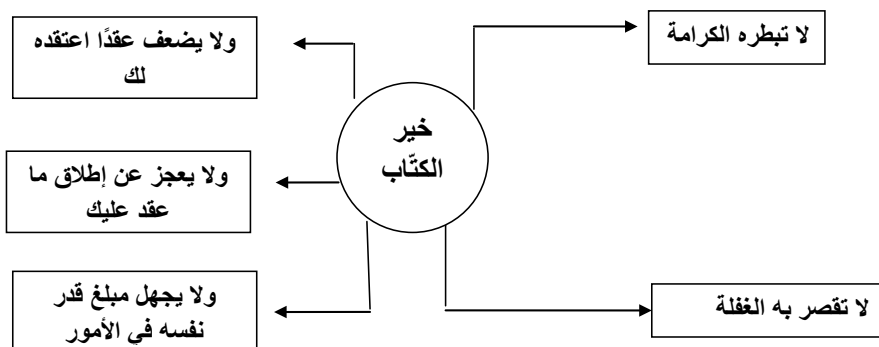 لا تبطره الكرامة
ولا يضعف عقدًا اعتقده
لك
خير
الكتّاب
ولا يعجز عن إطلاق ما
عقد عليك
لا تقصر به الغفلة
ولا يجهل مبلغ قدر
نفسه في الأمور